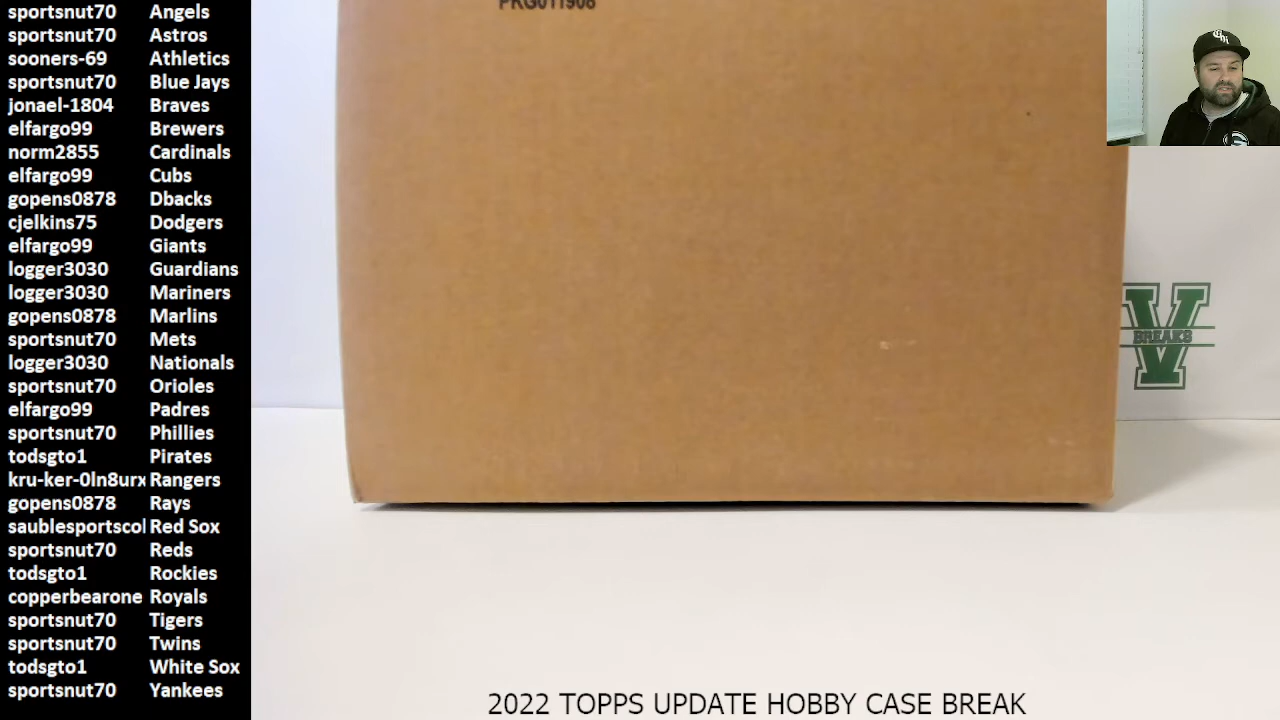 sportsnut70 Angels
sportsnut70 Astros
sooners-69 Athletics
sportsnut70 Blue Jays
jonael-1804 Braves
elfargo99 Brewers
norm2855 Cardinals
elfargo99 Cubs
gopens0878 Dbacks
cjelkins75 Dodgers
elfargo99 Giants
logger3030 Guardians
logger3030 Mariners
gopens0878 Marlins
sportsnut70 Mets
logger3030 Nationals
sportsnut70 Orioles
elfargo99 Padres
sportsnut70 Phillies
todsgto1 Pirates
kru-ker-0ln8urx Rangers
gopens0878 Rays
saublesportscol Red Sox
sportsnut70 Reds
todsgto1 Rockies
copperbearone Royals
sportsnut70 Tigers
sportsnut70 Twins
todsgto1 White Sox
sportsnut70 Yankees
PKG011908
V BREAKS
2022 TOPPS UPDATE HOBBY CASE BREAK